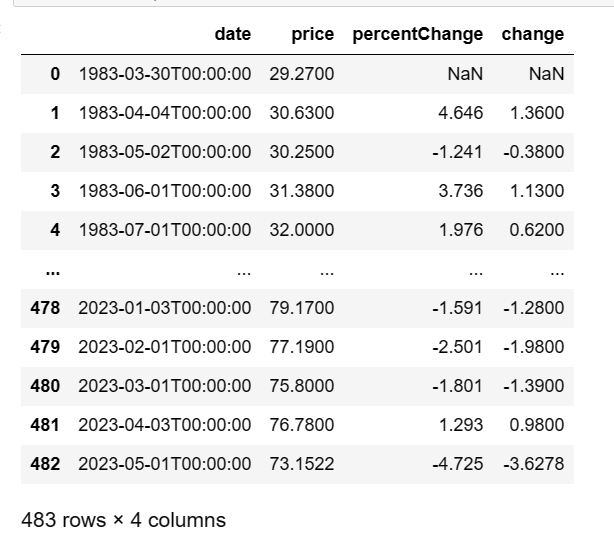 date price percentChange change
0 1983-03-30T00:00:00 29.2700 NaN NaN
1 1983-04-04T00:00:00 30.6300 4.646 1.3600
2 1983-05-02T00:00:00 30.2500 -1.241 -0.3800
3 1983-06-01T00:00:00 31.3800 3.736 1.1300
4 1983-07-01T00:00:00 32.0000 1.976 0.6200
... ... ... ... ...
478 2023-01-03T00:00:00 79.1700 -1.591 -1.2800
479 2023-02-01T00:00:00 77.1900 -2.501 -1.9800
480 2023-03-01T00:00:00 75.8000 -1.801 -1.3900
481 2023-04-03T00:00:00 76.7800 1.293 0.9800
482 2023-05-01T00:00:00 73.1522 -4.725 -3.6278
483 rows × 4 columns